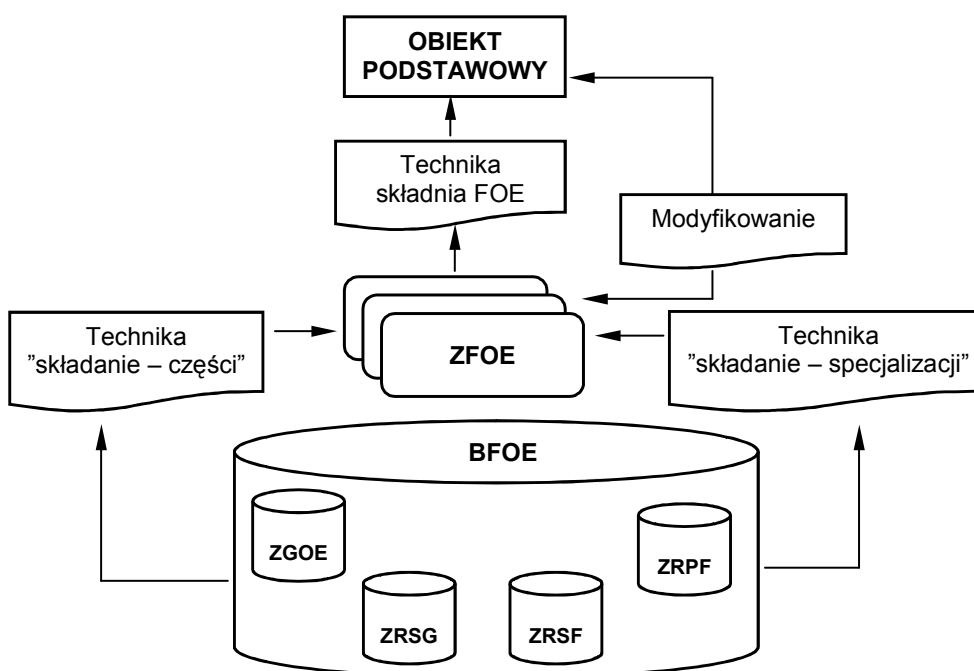 OBIEKT
PODSTAWOWY
Technika
składnia FOE
Modyfikowanie
Technika
"składanie – części"
ZFOE
Technika
"składanie – specjalizacji"
BFOE
ZGOE
ZRPF
ZRSG
ZRSF